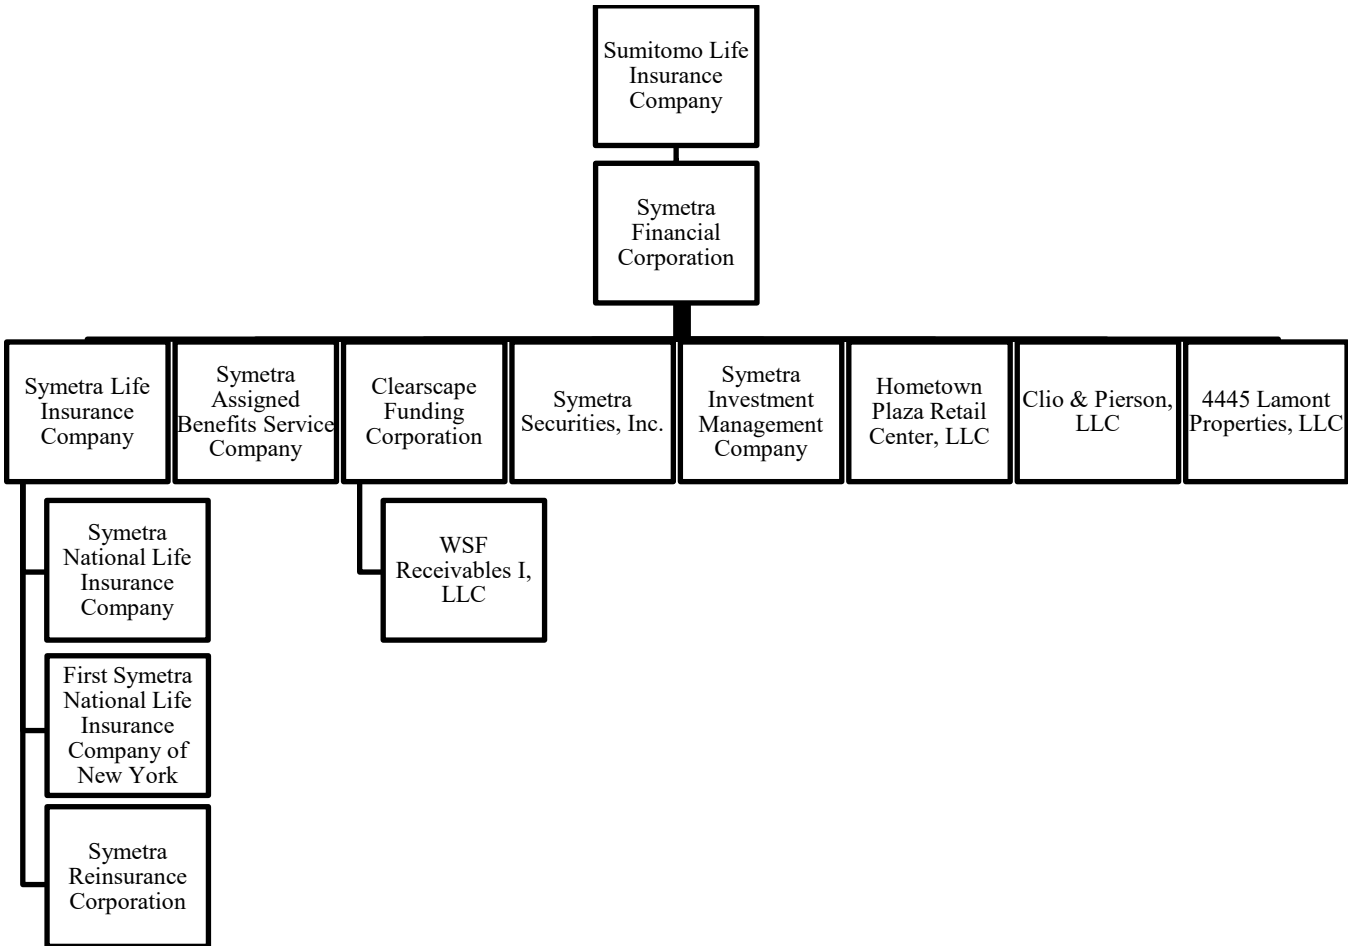 Sumitomo Life
Insurance
Company
Symetra
Financial
Corporation
Symetra Life
Insurance
Company
Symetra
Assigned
Benefits Service
Company
Clearscape
Funding
Corporation
Symetra
Securities, Inc.
Symetra
Investment
Management
Company
Hometown
Plaza Retail
Center, LLC
Clio & Pierson,
LLC
4445 Lamont
Properties, LLC
Symetra
National Life
Insurance
Company
WSF
Receivables I,
LLC
First Symetra
National Life
Insurance
Company of
New York
Symetra
Reinsurance
Corporation